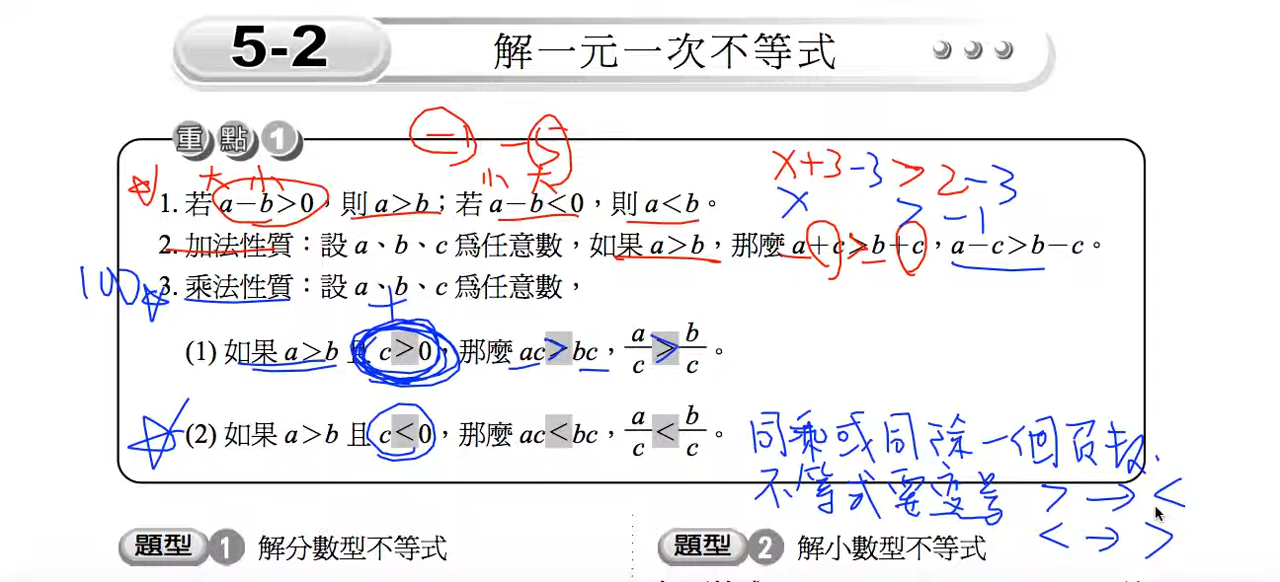 5-2 解一元一次不等式
重點1
一 -5
大 小 小 大
x+3-3 > 2-3
x > -1
1. 若 a-b>0,則 a>b;若 a-b<0,則 a<b。
2. 加法性質:設 a、b、c 爲任意數,如果 a>b,那麼 a+c>b+c,a-c>b-c。
100
3. 乘法性質:設 a、b、c 爲任意數,
+
(1) 如果 a>b 且 c>0,那麼 ac>bc,a/c>b/c。
(2) 如果 a>b 且 c<0,那麼 ac<bc,a/c<b/c。
同乘或同除一個負數.
不等式要变号 > → <
< → >
題型 1 解分數型不等式
題型 2 解小數型不等式